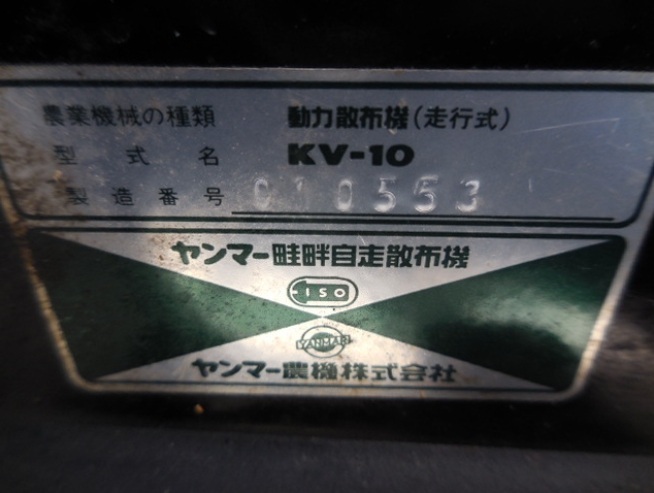 農業機械の種類 動力散布機(走行式)
型式名 KV-10
製造番号 C10553
ヤンマー畦畔自走散布機
ISO
YANMAR
ヤンマー農機株式会社